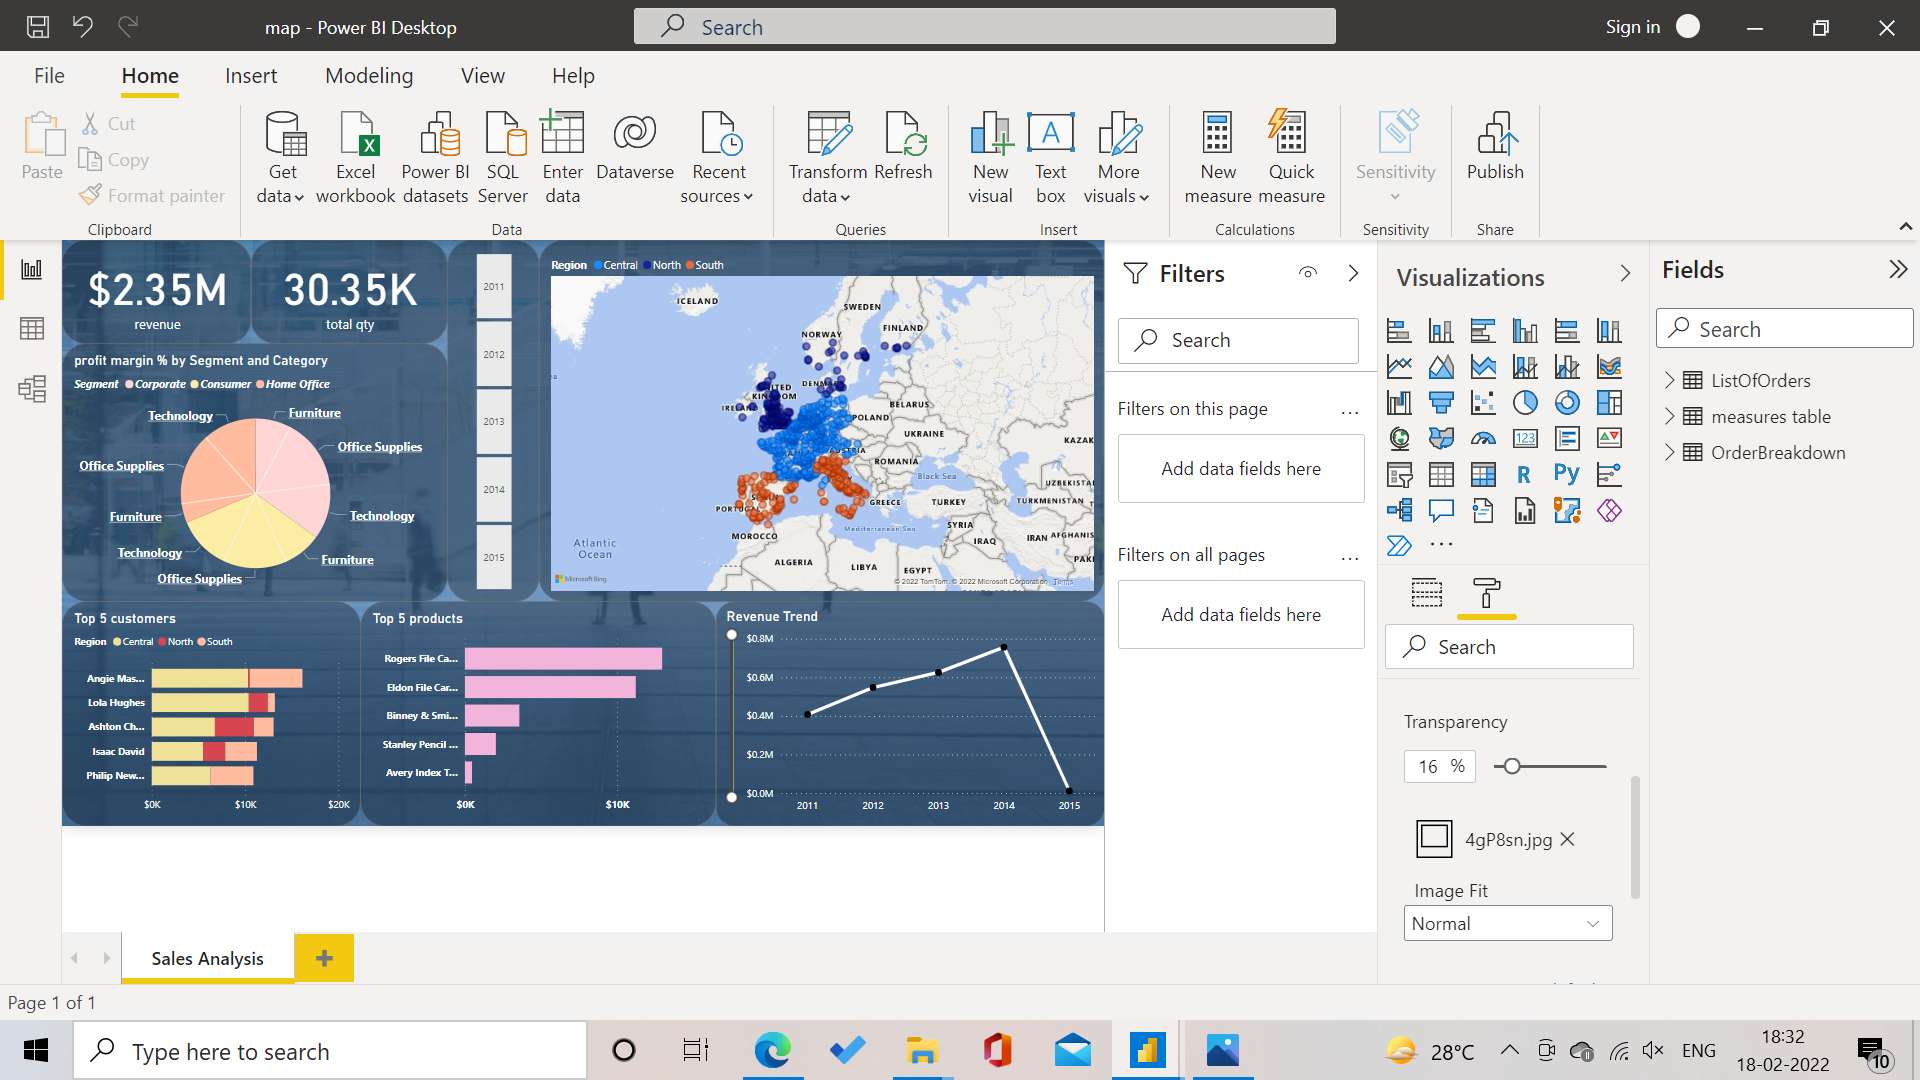 map - Power BI Desktop
Search
Sign in
File Home Insert Modeling View Help
Paste
Cut
Copy
Format painter
Clipboard
Get data
Excel workbook
Power BI datasets
SQL Server
Enter data
Dataverse
Recent sources
Data
Transform data
Refresh
Queries
New visual
Text box
More visuals
Insert
New measure
Quick measure
Calculations
Sensitivity
Sensitivity
Publish
Share
$2.35M
revenue
30.35K
total qty
profit margin % by Segment and Category
Segment Corporate Consumer Home Office
Technology
Furniture
Office Supplies
Office Supplies
Furniture
Technology
Technology
Furniture
Office Supplies
2011
2012
2013
2014
2015
Region Central North South
ICELAND
SWEDEN
FINLAND
NORWAY
BELARUS
POLAND
UKRAINE
ROMANIA
Black Sea
GREECE
TURKEY
TURKMENISTAN
SYRIA
IRAQ
IRAN
Mediterranean Sea
MOROCCO
ALGERIA
LIBYA
EGYPT
Atlantic
Ocean
Microsoft Bing
© 2022 TomTom, © 2022 Microsoft Corporation Terms
Top 5 customers
Region Central North South
Angie Mas...
Lola Hughes
Ashton Ch...
Isaac David
Philip New...
$0K $10K $20K
Top 5 products
Rogers File Ca...
Eldon File Car...
Binney & Smi...
Stanley Pencil ...
Avery Index T...
$0K $10K
Revenue Trend
$0.8M
$0.6M
$0.4M
$0.2M
$0.0M
2011 2012 2013 2014 2015
Filters
Search
Filters on this page ...
Add data fields here
Filters on all pages ...
Add data fields here
Visualizations
123
R
Py
...
Search
Transparency
16 %
4gP8sn.jpg
Image Fit
Normal
Fields
Search
ListOfOrders
measures table
OrderBreakdown
Sales Analysis
+
Page 1 of 1
Type here to search
28°C
ENG
18:32
18-02-2022
10